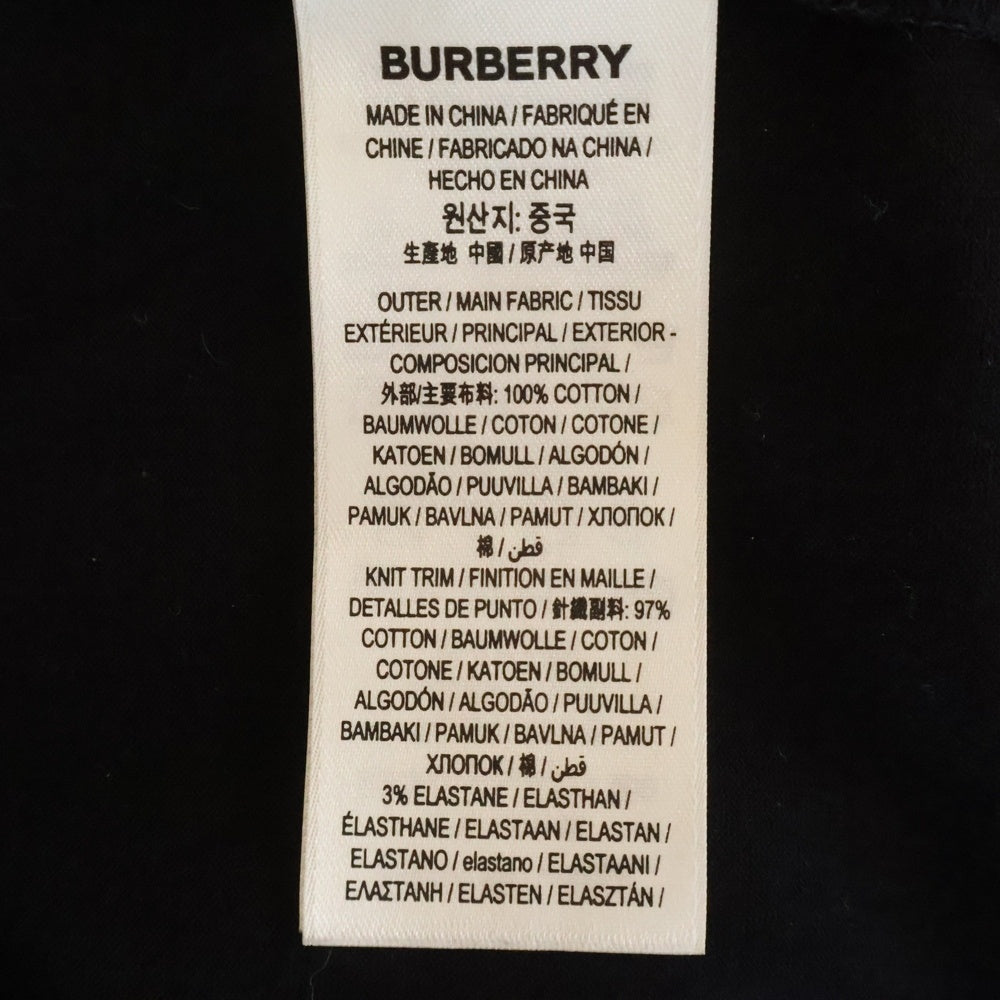 BURBERRY
MADE IN CHINA / FABRIQUÉ EN
CHINE / FABRICADO NA CHINA /
HECHO EN CHINA
원산지: 중국
生產地 中國 / 原产地 中国
OUTER / MAIN FABRIC / TISSU
EXTÉRIEUR / PRINCIPAL / EXTERIOR -
COMPOSICION PRINCIPAL /
外部/主要布料: 100% COTTON /
BAUMWOLLE / COTON / COTONE /
KATOEN / BOMULL / ALGODÓN /
ALGODÃO / PUUVILLA / BAMBAKI /
PAMUK / BAVLNA / PAMUT / ХЛОПОК /
棉 / قطن
KNIT TRIM / FINITION EN MAILLE /
DETALLES DE PUNTO / 針織副料: 97%
COTTON / BAUMWOLLE / COTON /
COTONE / KATOEN / BOMULL /
ALGODÓN / ALGODÃO / PUUVILLA /
BAMBAKI / PAMUK / BAVLNA / PAMUT /
ХЛОПОК / 棉 / قطن
3% ELASTANE / ELASTHAN /
ÉLASTHANE / ELASTAAN / ELASTAN /
ELASTANO / elastano / ELASTAANI /
ΕΛΑΣΤΑΝΗ / ELASTEN / ELASZTÁN /